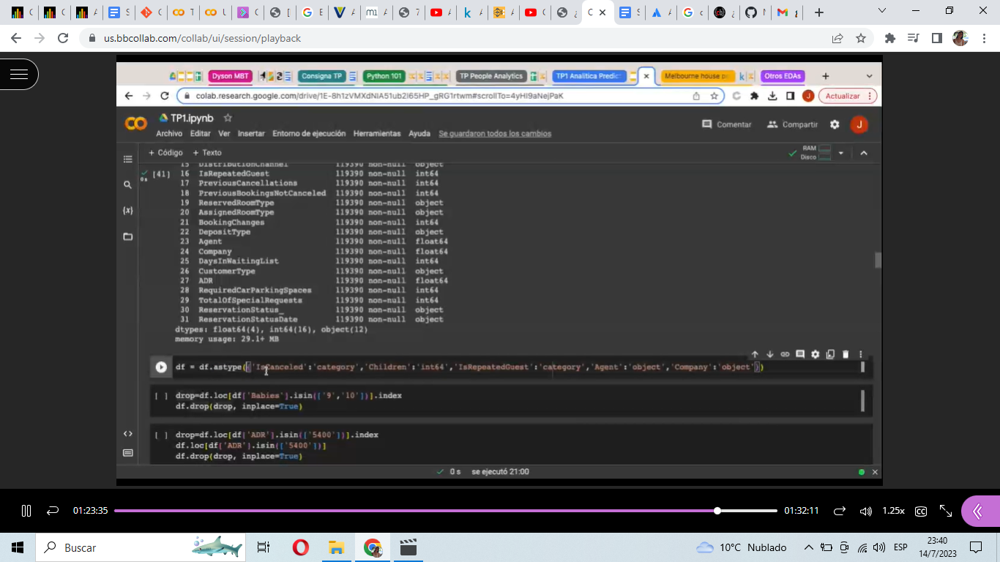 us.bbcollab.com/collab/ui/session/playback
Dyson MBT
Consigna TP
Python 101
TP People Analytics
TP1 Analítica Predic
Melbourne house p
Otros EDAs
colab.research.google.com/drive/1E-8h1zVMXdNIA51ub2I65HP_gRG1rtwm#scrollTo=4yHI9aNejPaK
J
Actualizar
TP1.ipynb
Archivo Editar Ver Insertar Entorno de ejecución Herramientas Ayuda Se guardaron todos los cambios
Comentar
Compartir
J
+ Código + Texto
RAM
Disco
15 DistributionChannel 119390 non-null object
[41] 16 IsRepeatedGuest 119390 non-null int64
0s
17 PreviousCancellations 119390 non-null int64
18 PreviousBookingsNotCanceled 119390 non-null int64
19 ReservedRoomType 119390 non-null object
20 AssignedRoomType 119390 non-null object
21 BookingChanges 119390 non-null int64
22 DepositType 119390 non-null object
23 Agent 119390 non-null float64
24 Company 119390 non-null float64
25 DaysInWaitingList 119390 non-null int64
26 CustomerType 119390 non-null object
27 ADR 119390 non-null float64
28 RequiredCarParkingSpaces 119390 non-null int64
29 TotalOfSpecialRequests 119390 non-null int64
30 ReservationStatus_ 119390 non-null object
31 ReservationStatusDate 119390 non-null object
dtypes: float64(4), int64(16), object(12)
memory usage: 29.1+ MB
df = df.astype({'IsCanceled':'category','Children':'int64','IsRepeatedGuest':'category','Agent':'object','Company':'object'})
[ ] drop=df.loc[df['Babies'].isin(['9','10'])].index
df.drop(drop, inplace=True)
[ ] drop=df.loc[df['ADR'].isin(['5400'])].index
df.loc[df['ADR'].isin(['5400'])]
df.drop(drop, inplace=True)
0 s se ejecutó 21:00
01:23:35
01:32:11
1.25x
Buscar
10°C Nublado
ESP
23:40
14/7/2023